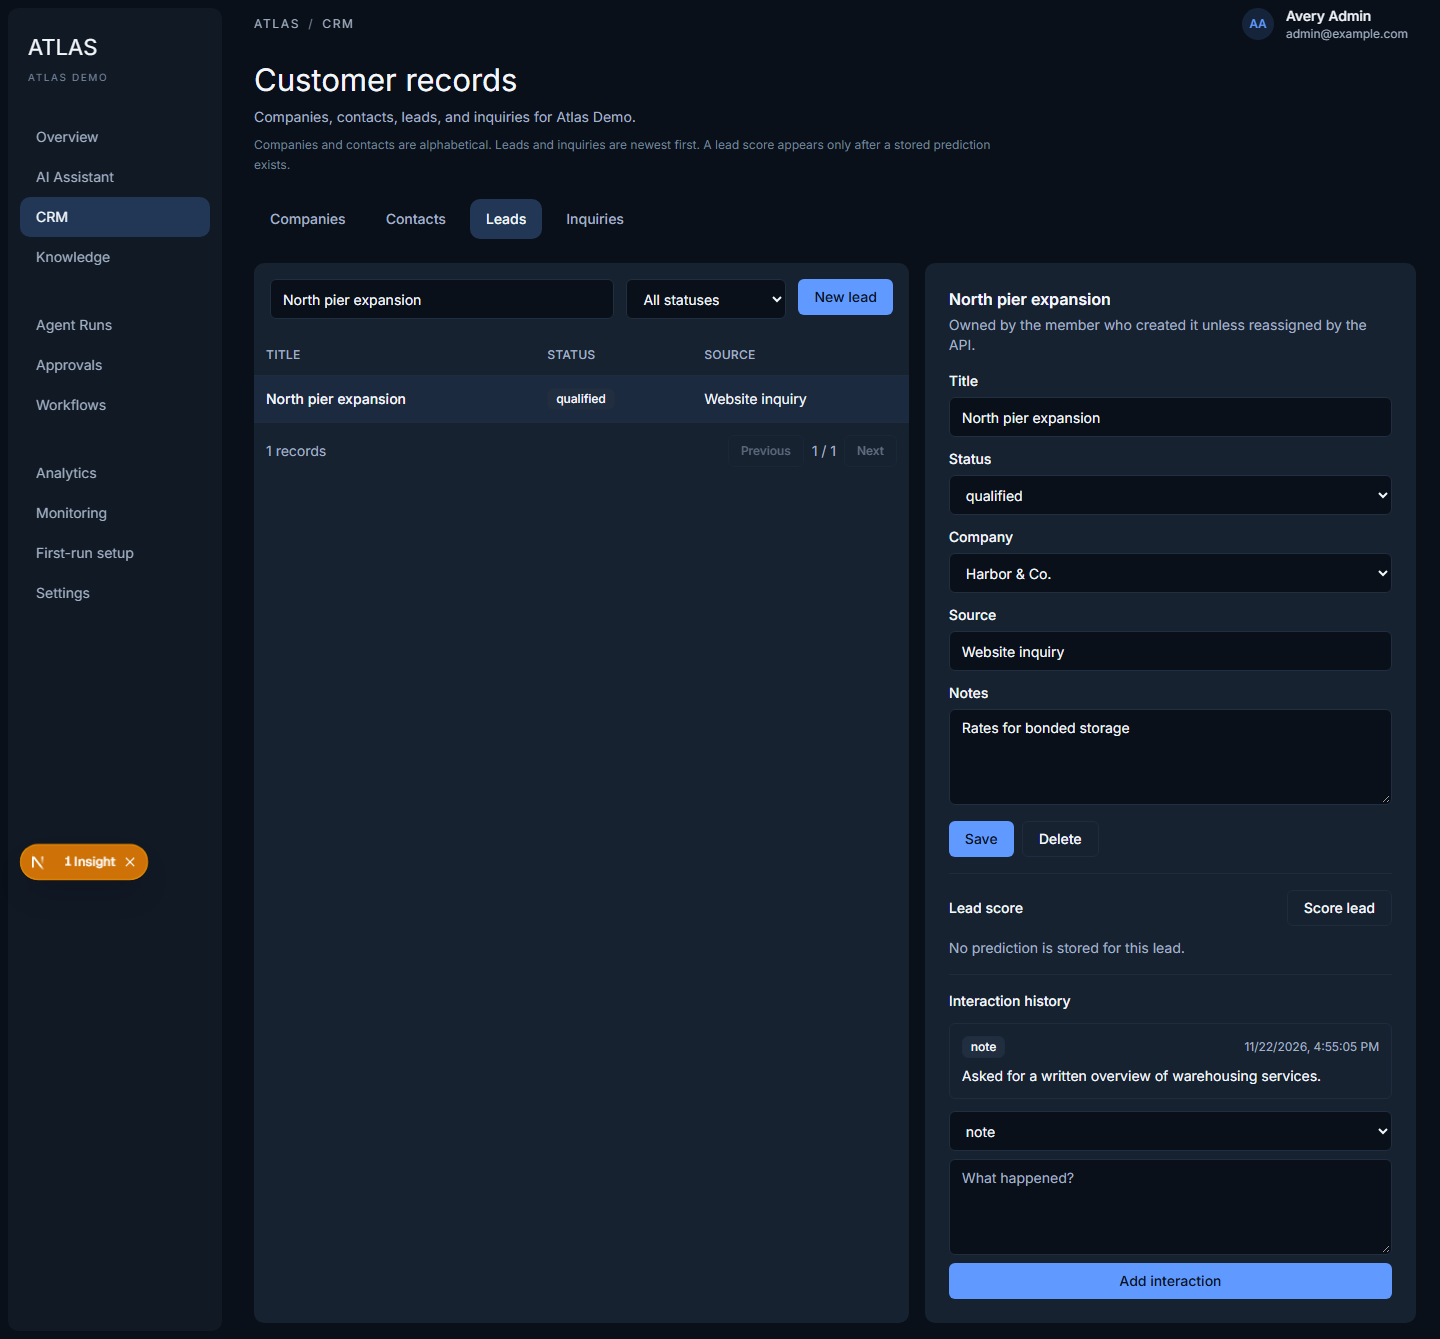 ATLAS
ATLAS DEMO
Overview
AI Assistant
CRM
Knowledge
Agent Runs
Approvals
Workflows
Analytics
Monitoring
First-run setup
Settings
1 Insight
ATLAS / CRM
AA
Avery Admin
admin@example.com
Customer records
Companies, contacts, leads, and inquiries for Atlas Demo.
Companies and contacts are alphabetical. Leads and inquiries are newest first. A lead score appears only after a stored prediction
exists.
Companies Contacts Leads Inquiries
North pier expansion All statuses New lead
TITLE STATUS SOURCE
North pier expansion qualified Website inquiry
1 records Previous 1 / 1 Next
North pier expansion
Owned by the member who created it unless reassigned by the
API.
Title
North pier expansion
Status
qualified
Company
Harbor & Co.
Source
Website inquiry
Notes
Rates for bonded storage
Save Delete
Lead score Score lead
No prediction is stored for this lead.
Interaction history
note 11/22/2026, 4:55:05 PM
Asked for a written overview of warehousing services.
note
What happened?
Add interaction